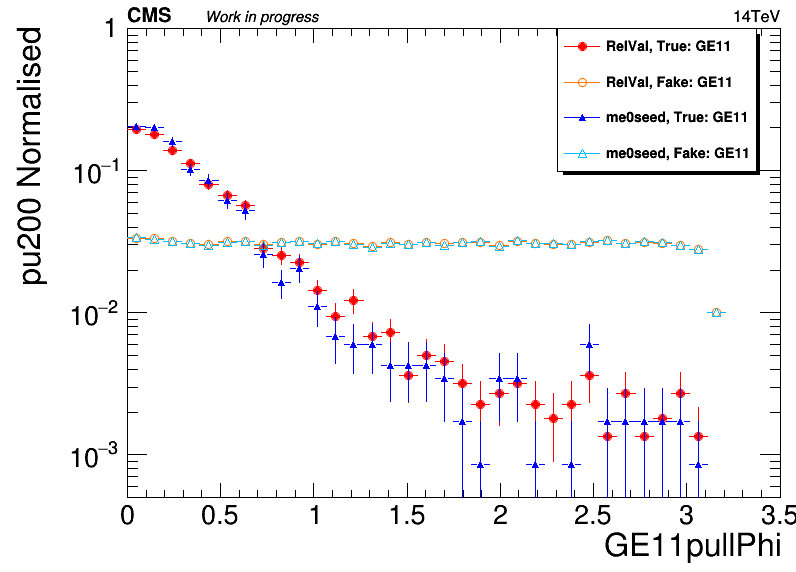 CMS Work in progress 14TeV
pu200 Normalised
1
10⁻¹
10⁻²
10⁻³
RelVal, True: GE11
RelVal, Fake: GE11
me0seed, True: GE11
me0seed, Fake: GE11
0 0.5 1 1.5 2 2.5 3 3.5
GE11pullPhi